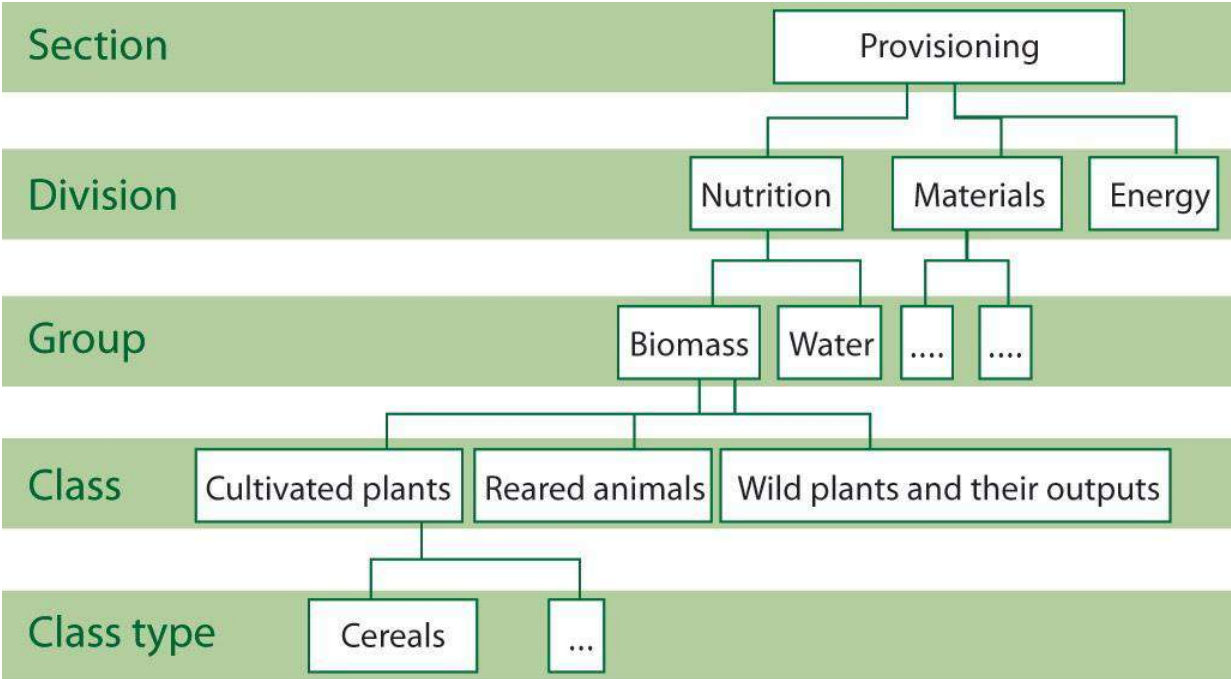 Section
Provisioning
Division
Nutrition
Materials
Energy
Group
Biomass
Water
....
....
Class
Cultivated plants
Reared animals
Wild plants and their outputs
Class type
Cereals
...